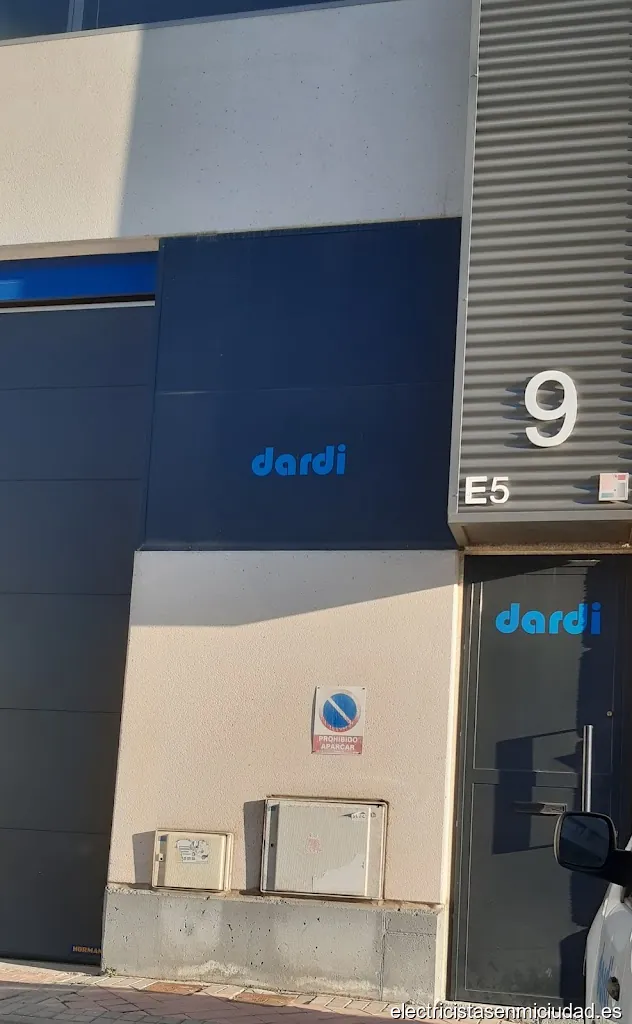 dardi
9
E5
dardi
PROHIBIDO
APARCAR
electricistasenmiciudad.es